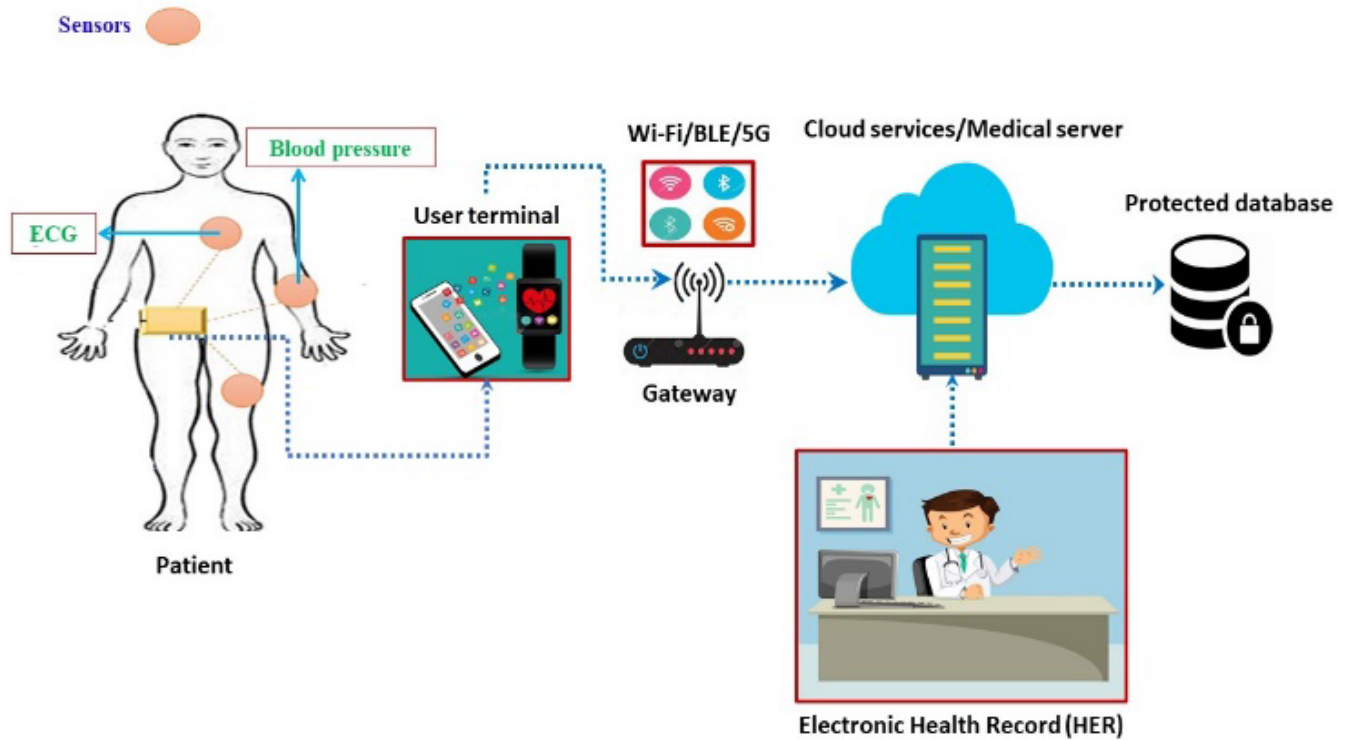 Sensors
Blood pressure
ECG
Patient
User terminal
Wi-Fi/BLE/5G
Gateway
Cloud services/Medical server
Protected database
Electronic Health Record (HER)